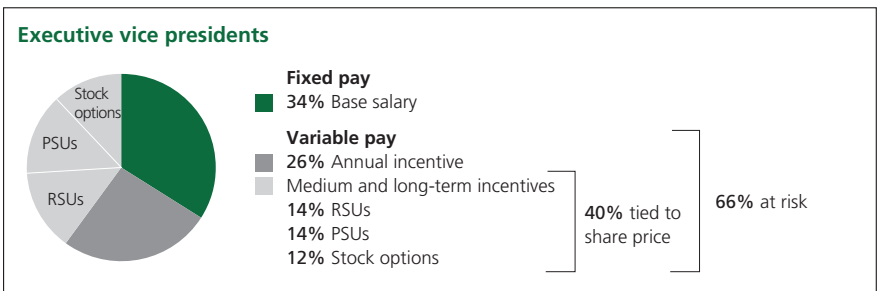 Executive vice presidents
Stock
options
PSUs
RSUs
Fixed pay
34% Base salary
Variable pay
26% Annual incentive
Medium and long-term incentives
14% RSUs
14% PSUs
12% Stock options
40% tied to
share price
66% at risk